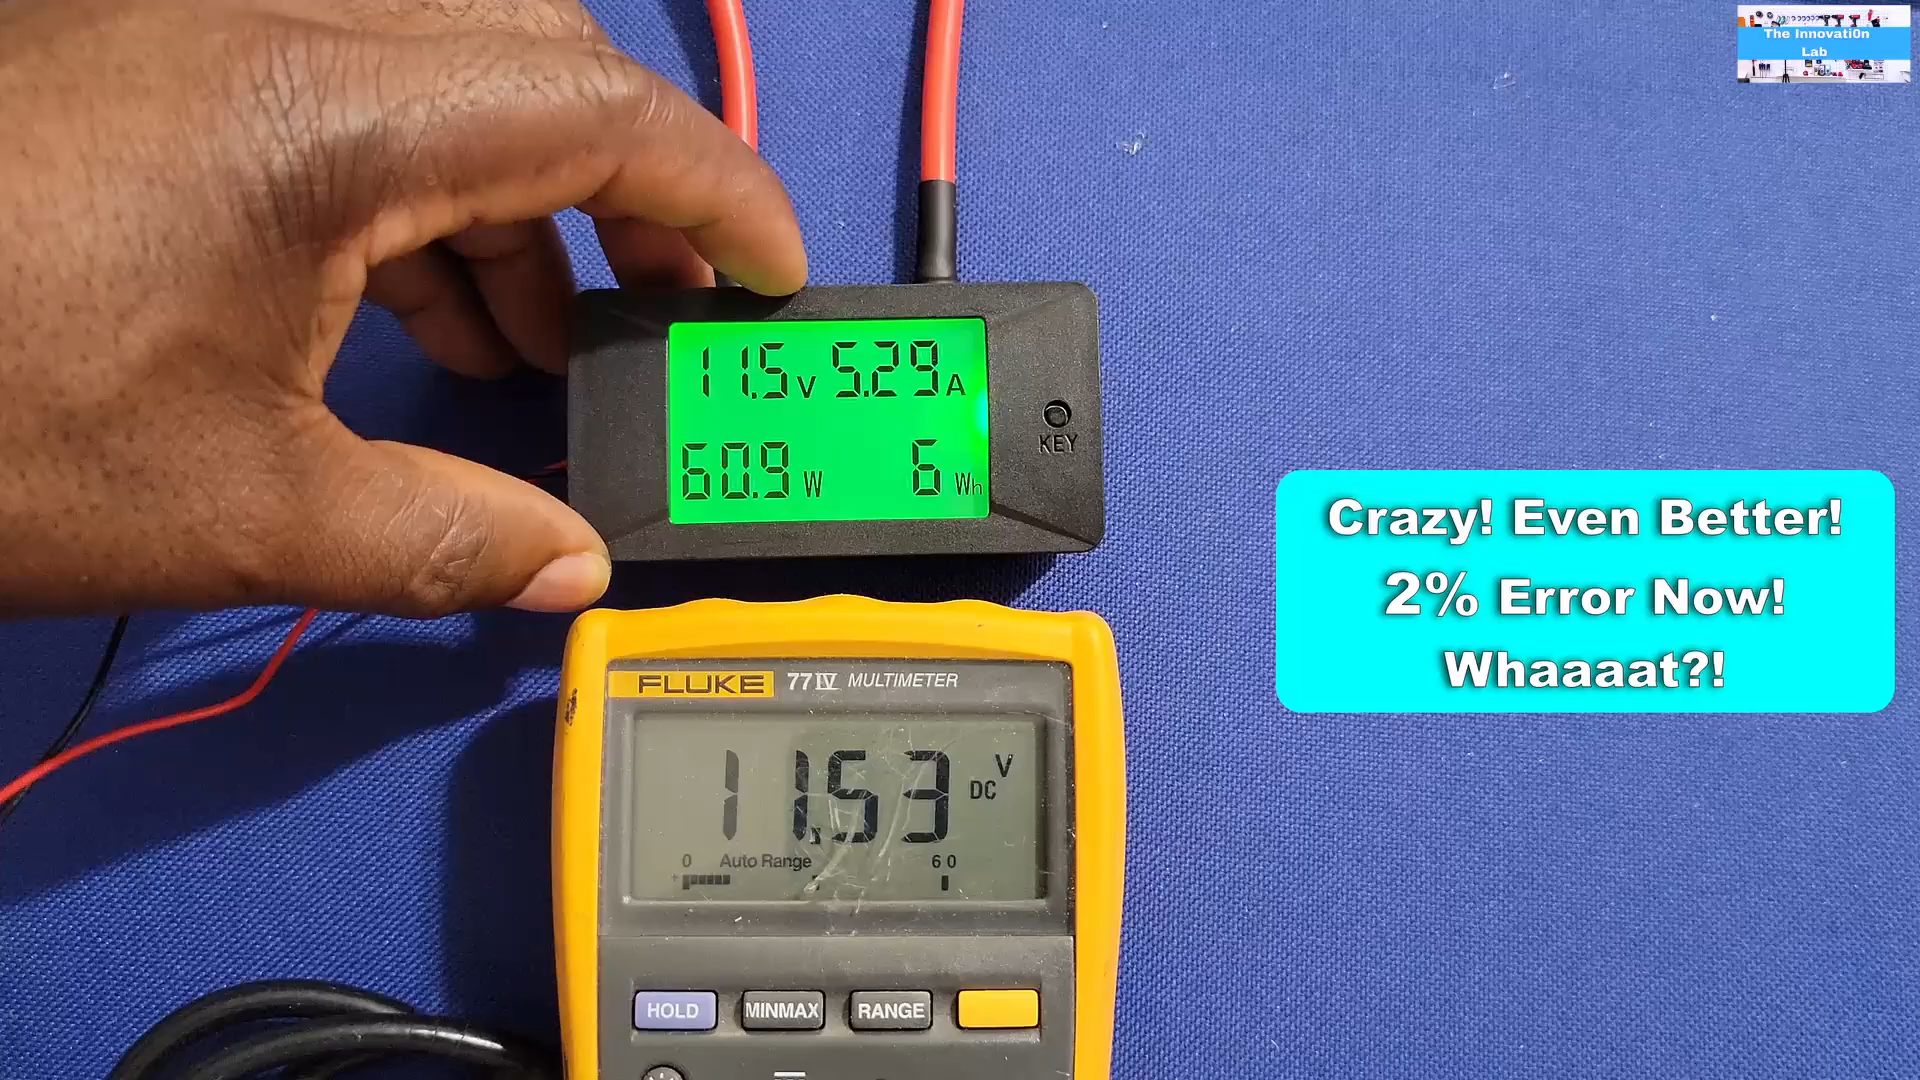 The Innovati0n
Lab
11.5 V 5.29 A
KEY
60.9 W 6 Wh
Crazy! Even Better!
2% Error Now!
Whaaaat?!
FLUKE 77 IV MULTIMETER
11.53 V DC
0 Auto Range 60
HOLD MINMAX RANGE